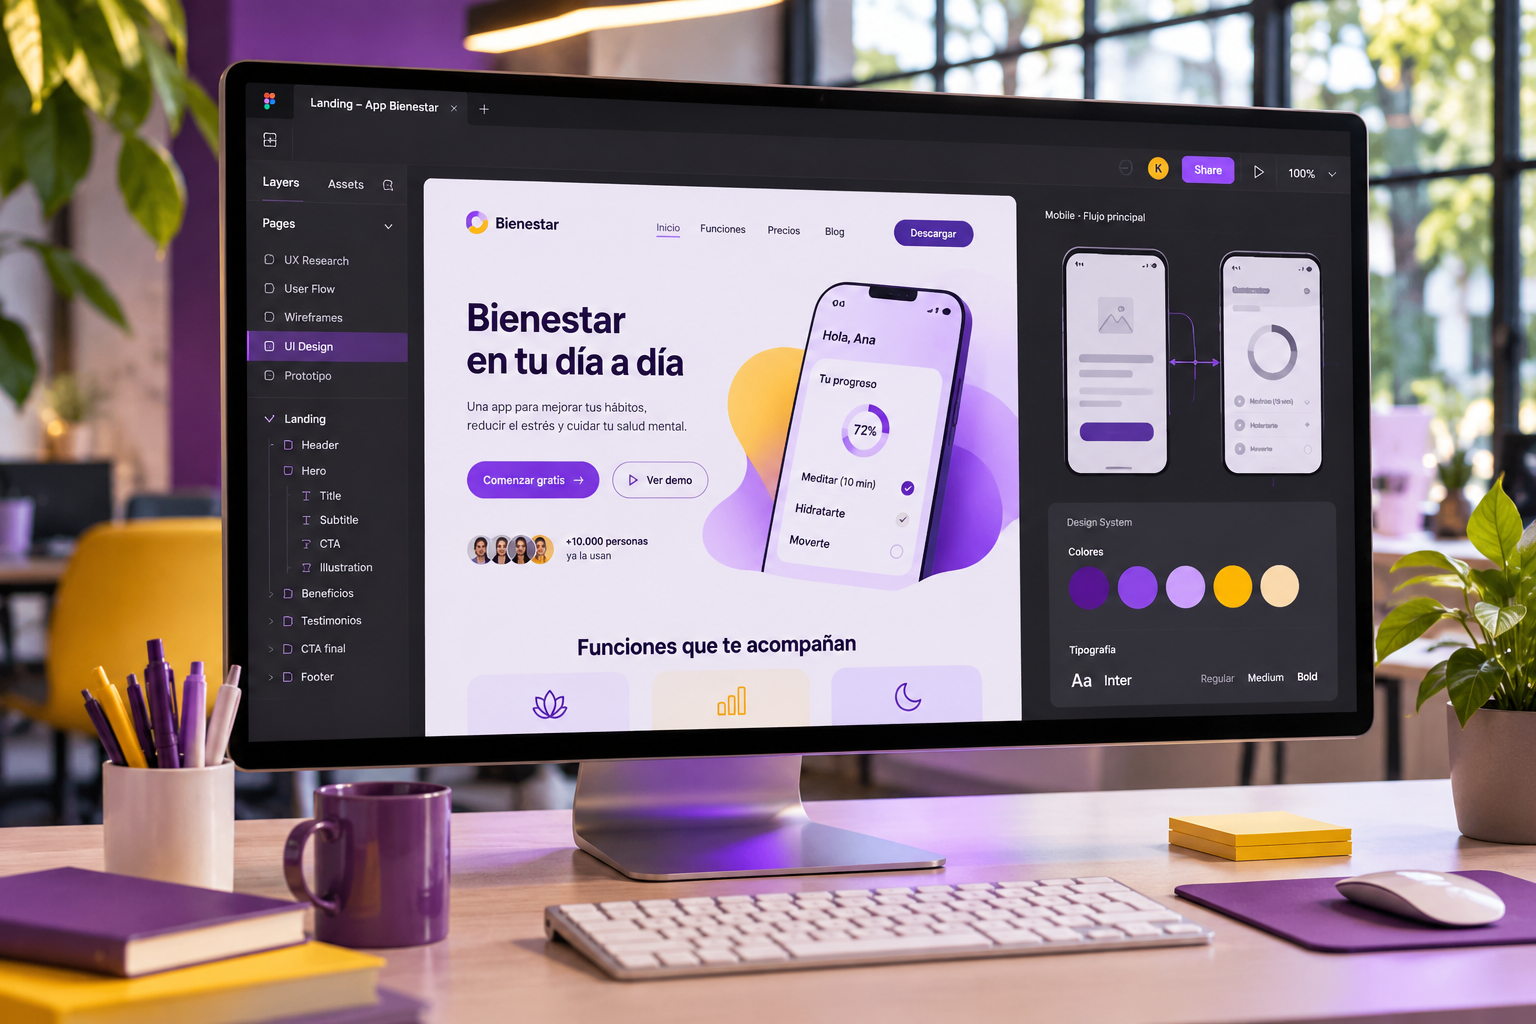 Landing – App Bienestar
Layers
Assets
Pages
UX Research
User Flow
Wireframes
UI Design
Prototipo
Landing
Header
Hero
Title
Subtitle
CTA
Illustration
Beneficios
Testimonios
CTA final
Footer
K
Share
100%
Bienestar
Inicio
Funciones
Precios
Blog
Descargar
Bienestar
en tu día a día
Una app para mejorar tus hábitos,
reducir el estrés y cuidar tu salud mental.
Comenzar gratis →
Ver demo
+10.000 personas
ya la usan
Hola, Ana
Tu progreso
72%
Meditar (10 min)
Hidratarte
Moverte
Funciones que te acompañan
Mobile - Flujo principal
Moverte
Design System
Colores
Tipografia
Aa Inter
Regular
Medium
Bold